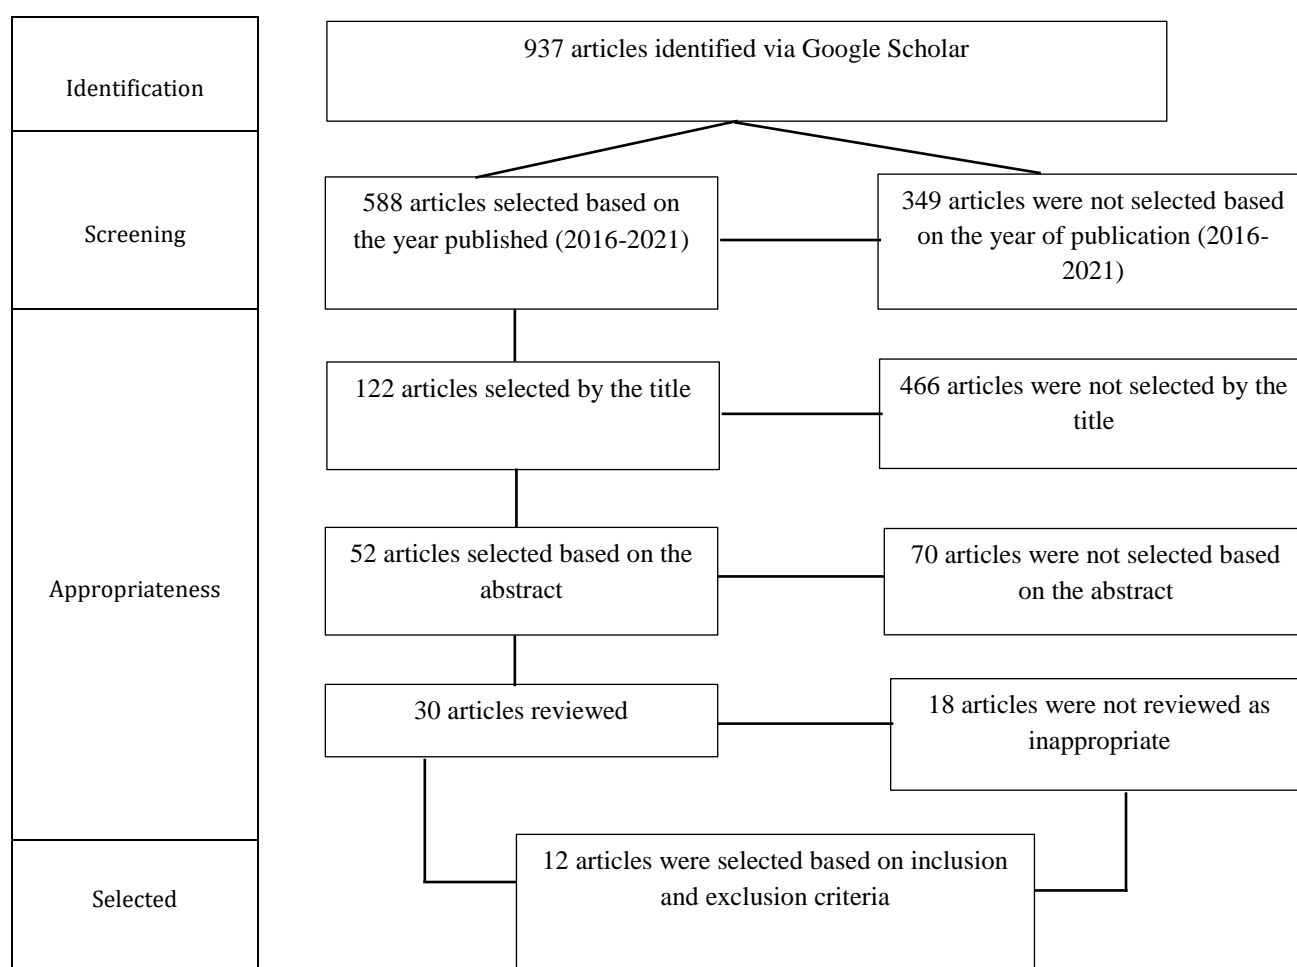 Identification
937 articles identified via Google Scholar
Screening
588 articles selected based on
the year published (2016-2021)
349 articles were not selected based
on the year of publication (2016-
2021)
Appropriateness
122 articles selected by the title
466 articles were not selected by the
title
52 articles selected based on the
abstract
70 articles were not selected based
on the abstract
30 articles reviewed
18 articles were not reviewed as
inappropriate
Selected
12 articles were selected based on inclusion
and exclusion criteria